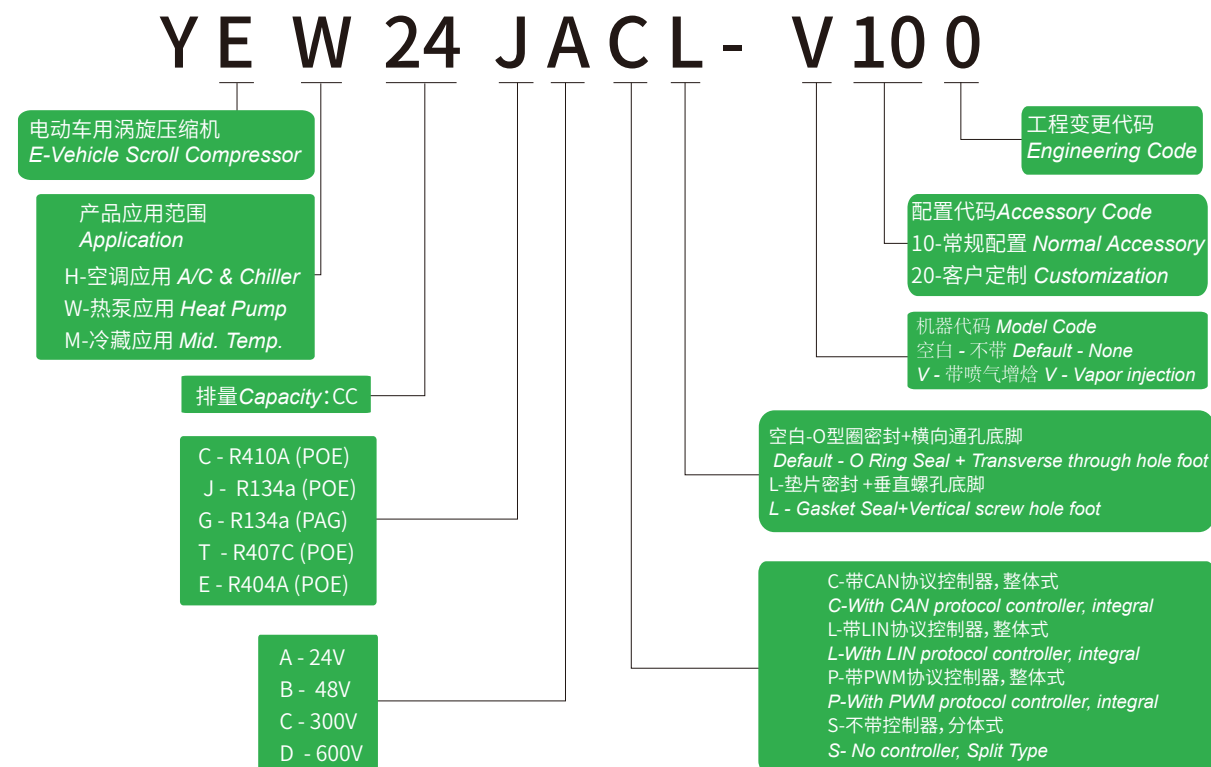 YEW24JACL-V100
电动车用涡旋压缩机
E-Vehicle Scroll Compressor
产品应用范围
Application
H-空调应用 A/C & Chiller
W-热泵应用 Heat Pump
M-冷藏应用 Mid. Temp.
排量Capacity:CC
C - R410A (POE)
J - R134a (POE)
G - R134a (PAG)
T - R407C (POE)
E - R404A (POE)
A - 24V
B - 48V
C - 300V
D - 600V
工程变更代码
Engineering Code
配置代码Accessory Code
10-常规配置 Normal Accessory
20-客户定制 Customization
机器代码 Model Code
空白 - 不带 Default - None
V - 带喷气增焓 V - Vapor injection
空白-O型圈密封+横向通孔底脚
Default - O Ring Seal + Transverse through hole foot
L-垫片密封 +垂直螺孔底脚
L - Gasket Seal+Vertical screw hole foot
C-带CAN协议控制器,整体式
C-With CAN protocol controller, integral
L-带LIN协议控制器,整体式
L-With LIN protocol controller, integral
P-带PWM协议控制器,整体式
P-With PWM protocol controller, integral
S-不带控制器,分体式
S- No controller, Split Type